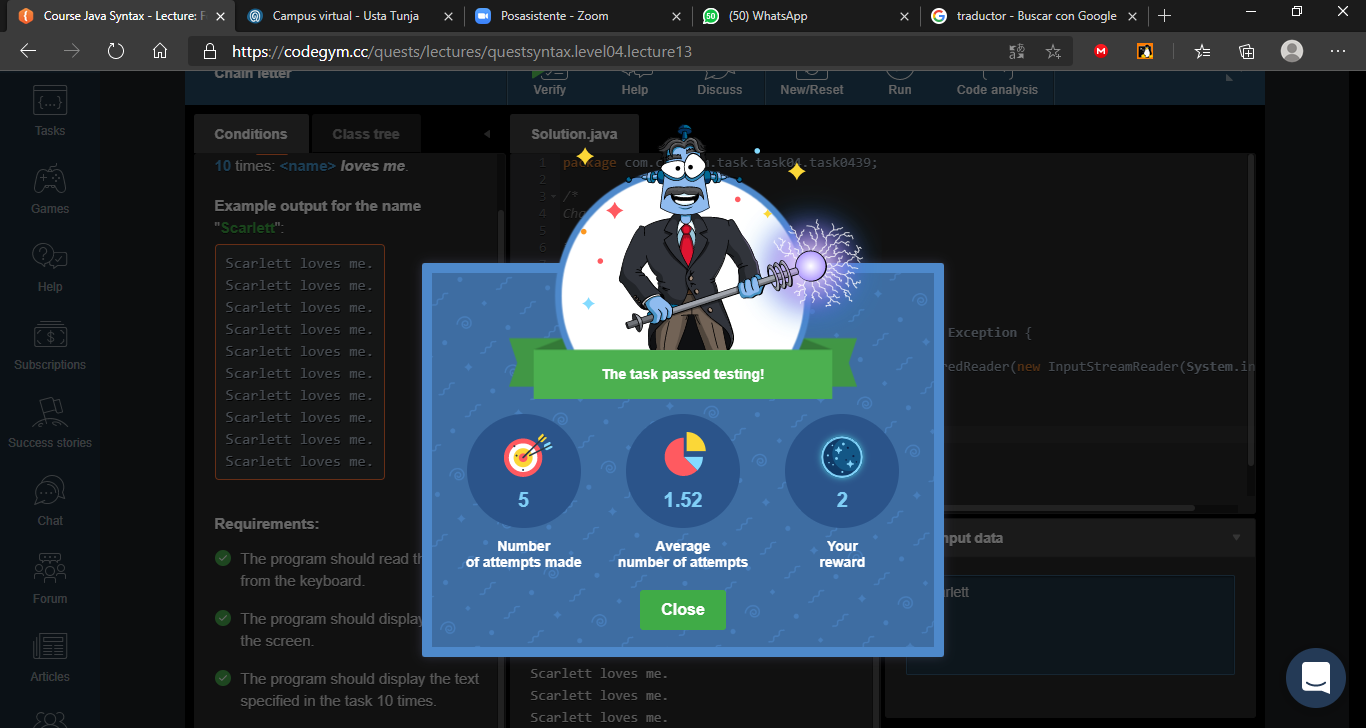 Course Java Syntax - Lecture: F
Campus virtual - Usta Tunja
Posasistente - Zoom
50
(50) WhatsApp
traductor - Buscar con Google
https://codegym.cc/quests/lectures/questsyntax.level04.lecture13
M
Tasks
Games
Help
Subscriptions
Success stories
Chat
Forum
Articles
Chain letter
Verify
Help
Discuss
New/Reset
Run
Code analysis
Conditions
Class tree
10 times: <name> loves me.
Example output for the name
"Scarlett":
Scarlett loves me.
Scarlett loves me.
Scarlett loves me.
Scarlett loves me.
Scarlett loves me.
Scarlett loves me.
Scarlett loves me.
Scarlett loves me.
Scarlett loves me.
Scarlett loves me.
Requirements:
The program should read th
from the keyboard.
The program should display
the screen.
The program should display the text
specified in the task 10 times.
Solution.java
1 package com.c task.task04.task0439;
2
3 /*
4 Cha
5
6
Exception {
redReader(new InputStreamReader(System.in
The task passed testing!
5
Number
of attempts made
1.52
Average
number of attempts
2
Your
reward
Close
nput data
rlett
Scarlett loves me.
Scarlett loves me.
Scarlett loves me.